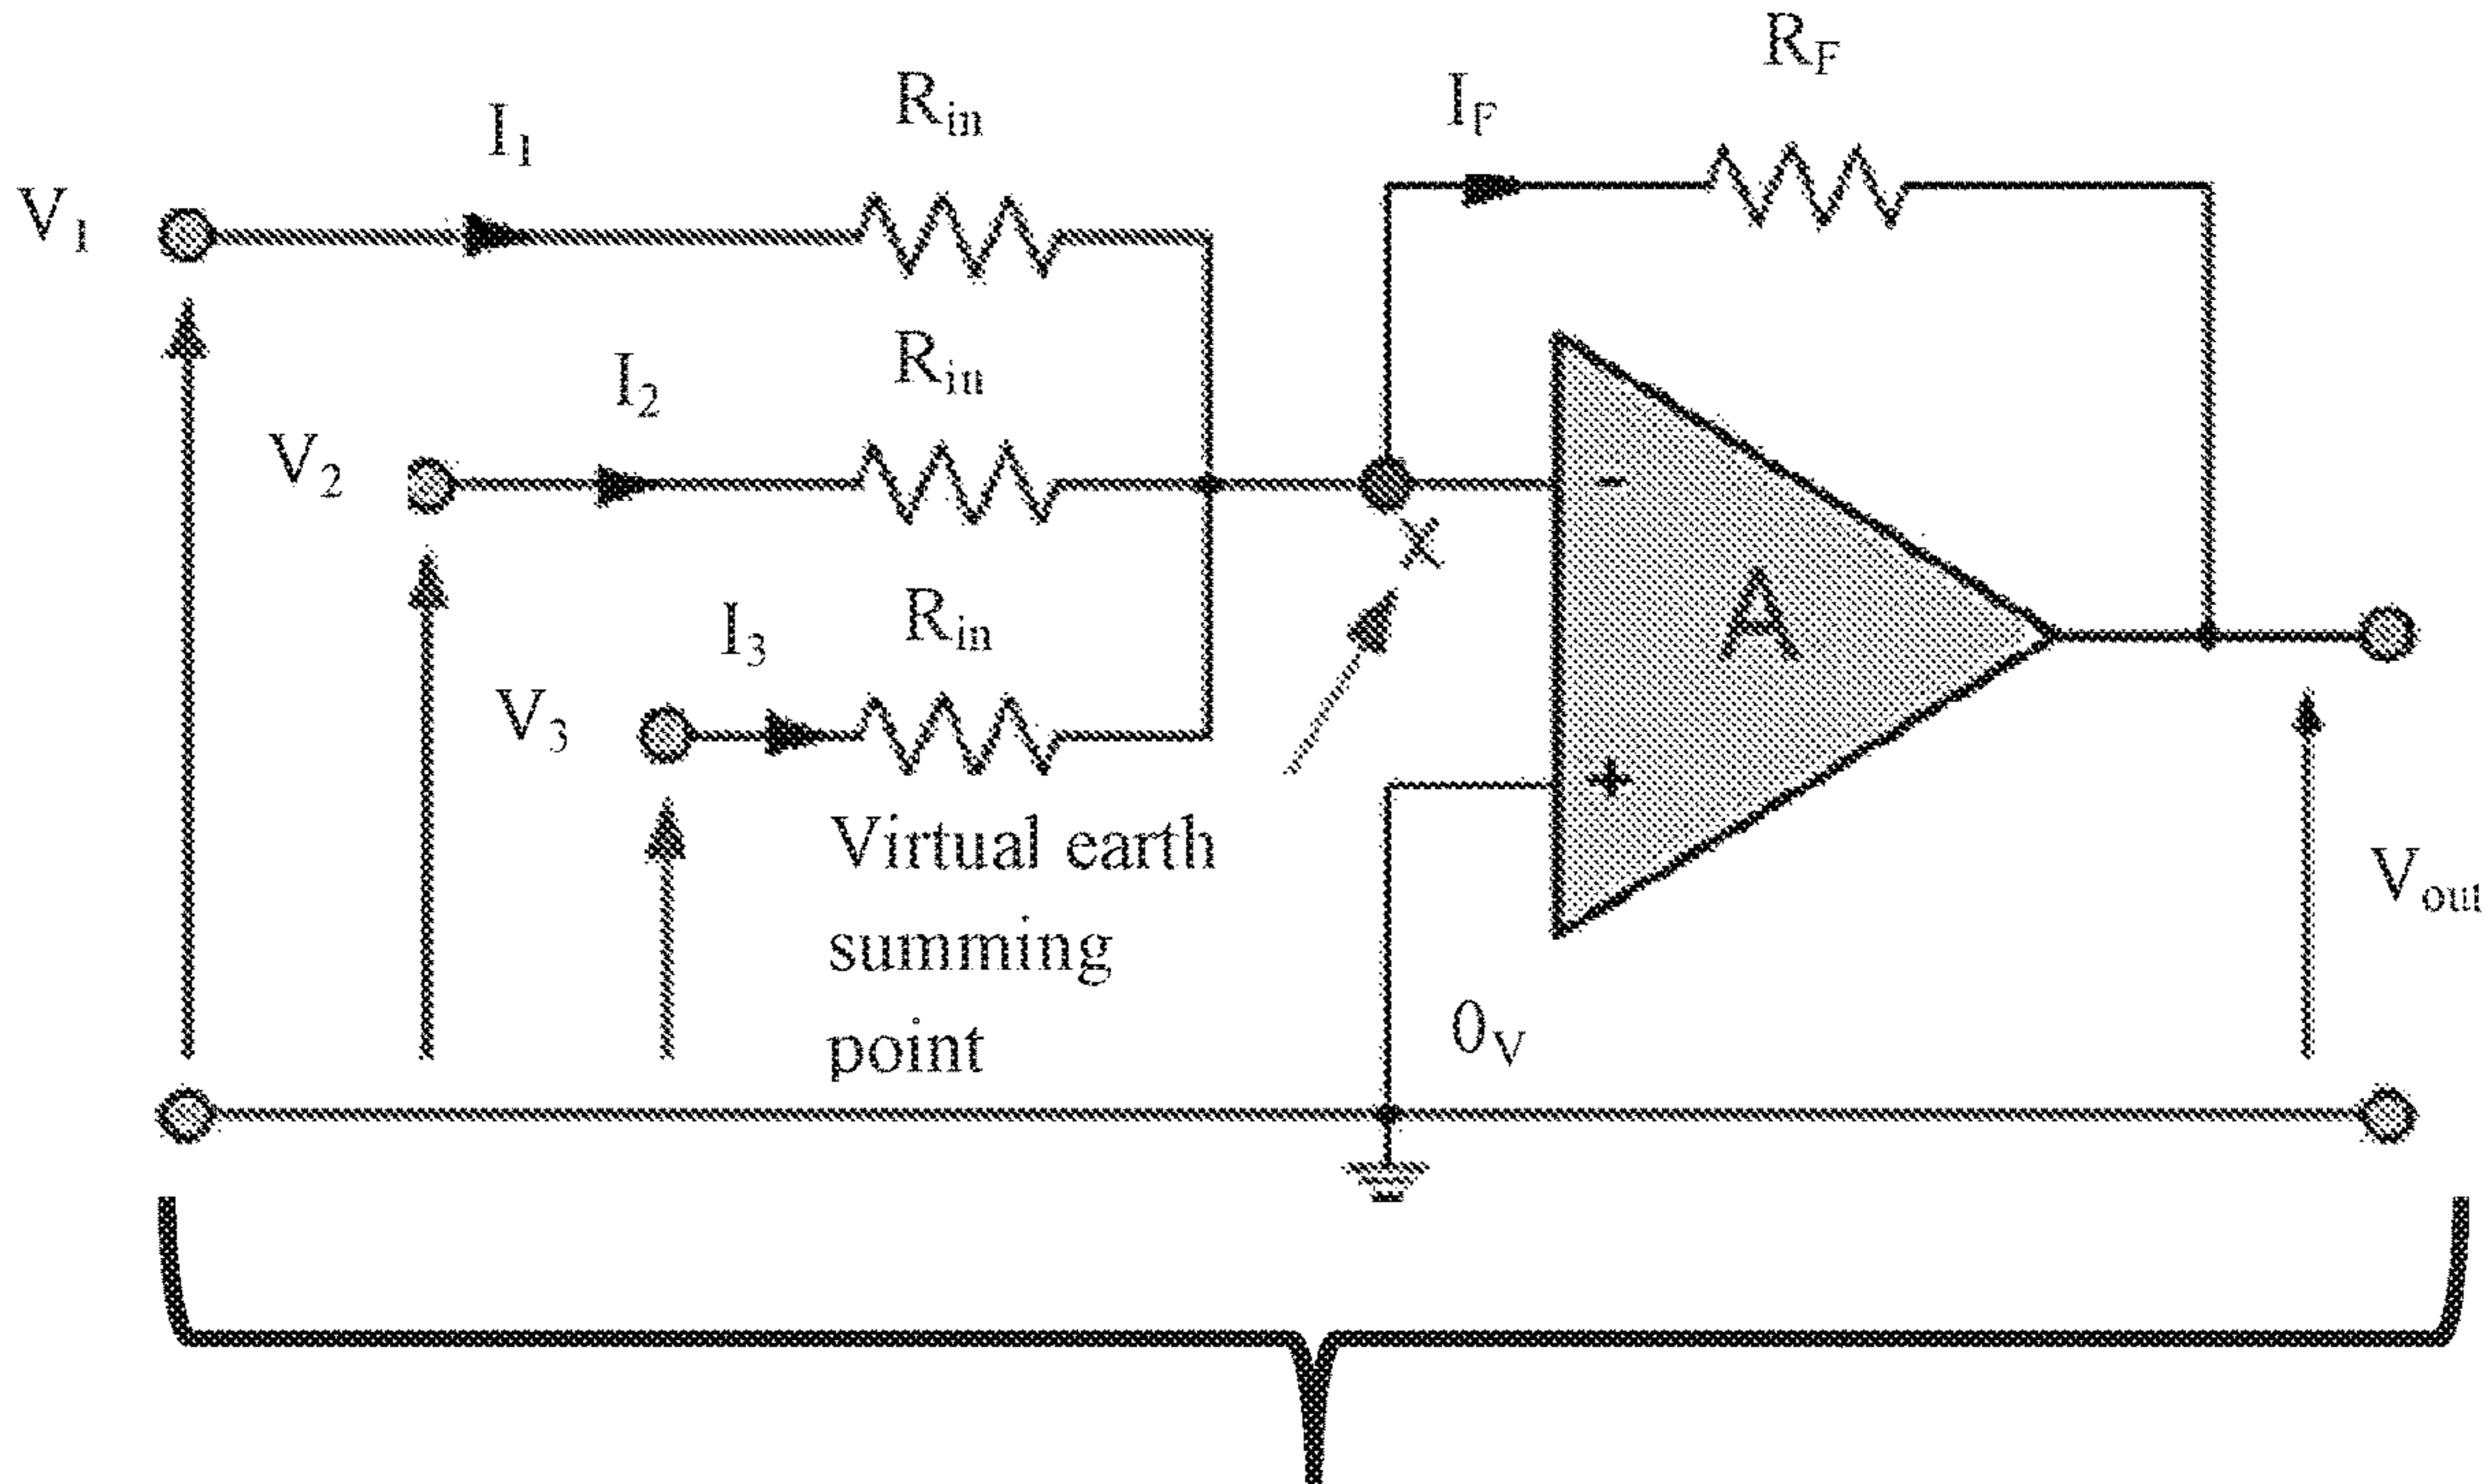 R_F
I_F
R_in
I_1
V_1
R_in
I_2
V_2
-
X
R_in
I_3
A
V_3
+
Virtual earth
summing
point
V_out
0_V